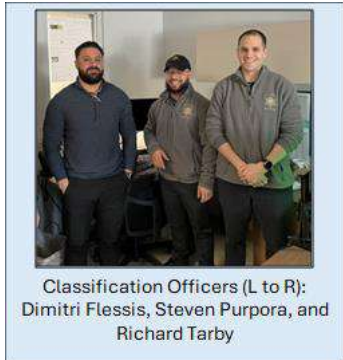 Classification Officers (L to R):
Dimitri Flessis, Steven Purpora, and
Richard Tarby